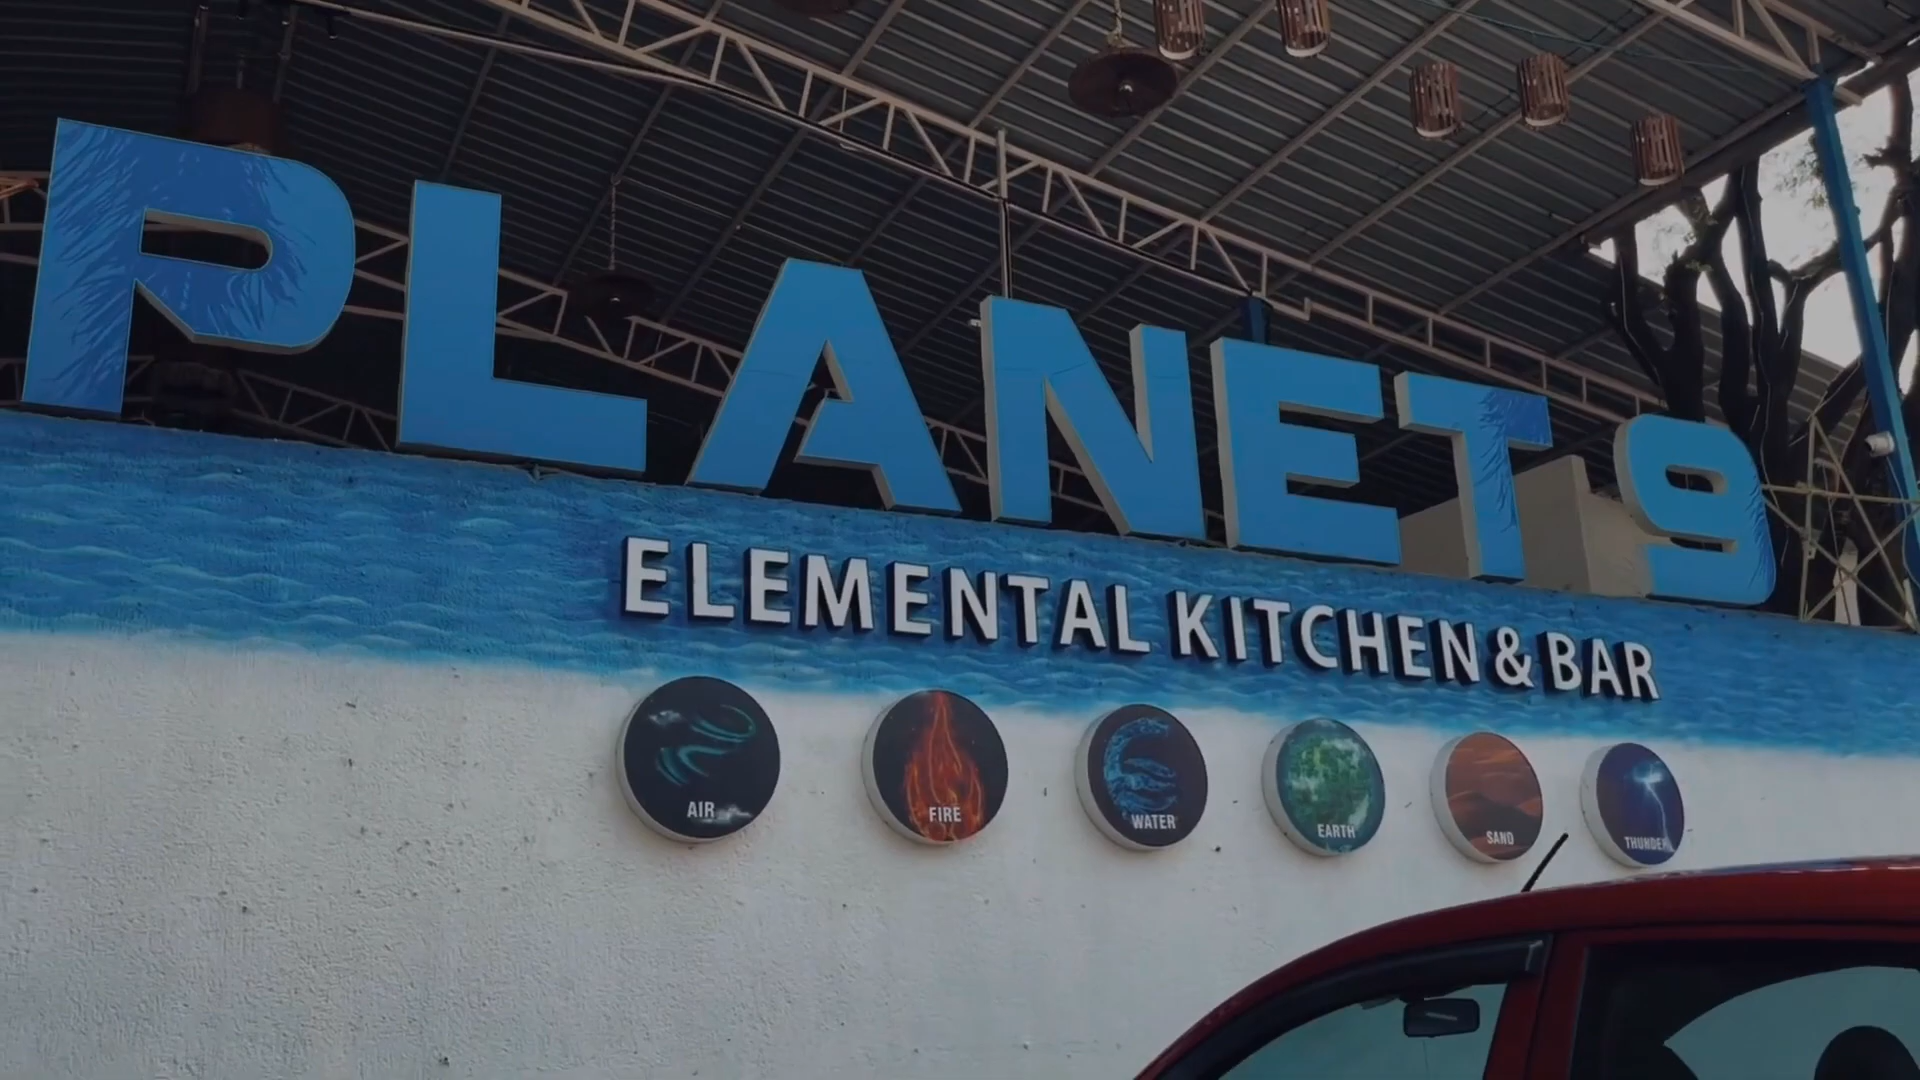 PLANET 9
ELEMENTAL KITCHEN & BAR
AIR
FIRE
WATER
EARTH
SAND
THUNDER